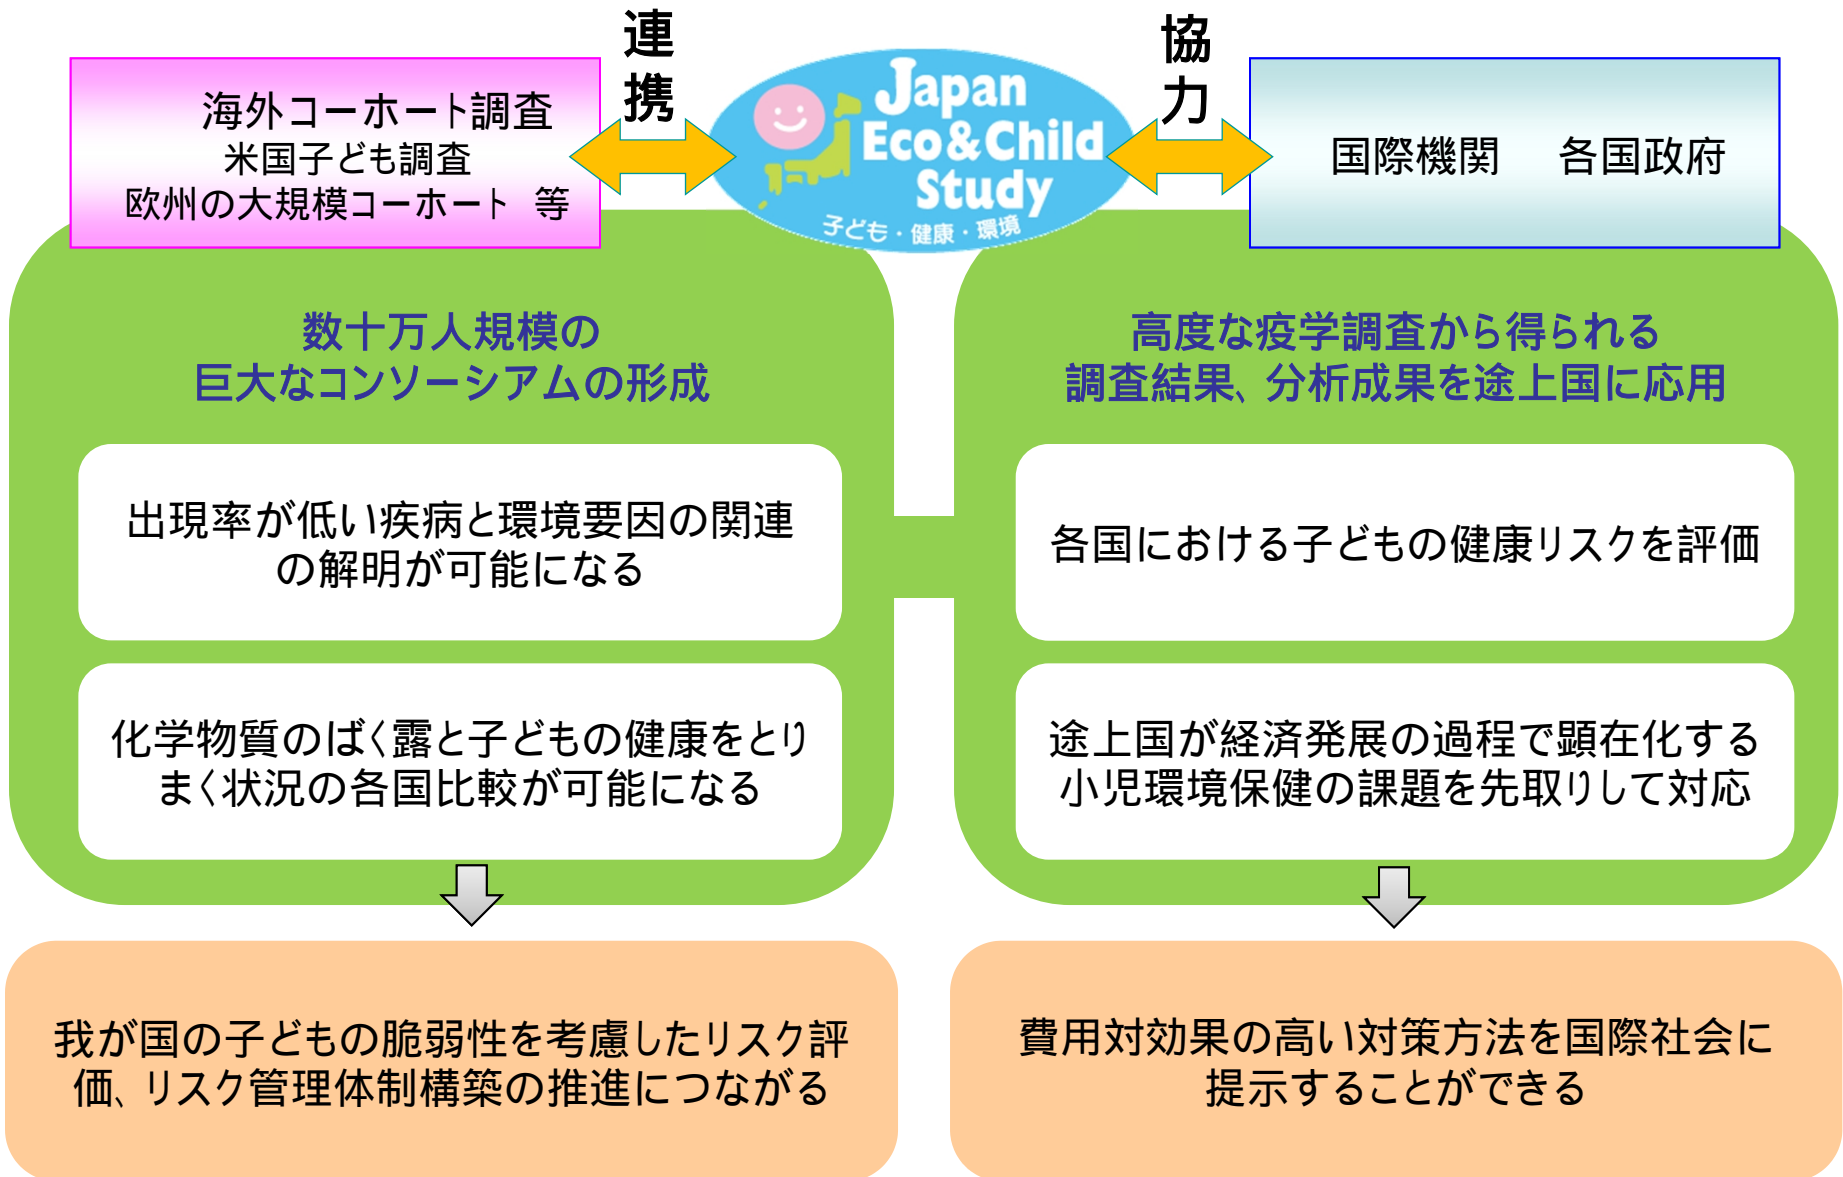 連携
協力
海外コーホート調査
米国子ども調査
欧州の大規模コーホート 等
Japan
Eco&Child
Study
子ども・健康・環境
国際機関 各国政府
数十万人規模の
巨大なコンソーシアムの形成
出現率が低い疾病と環境要因の関連
の解明が可能になる
化学物質のばく露と子どもの健康をとり
まく状況の各国比較が可能になる
高度な疫学調査から得られる
調査結果、分析成果を途上国に応用
各国における子どもの健康リスクを評価
途上国が経済発展の過程で顕在化する
小児環境保健の課題を先取りして対応
我が国の子どもの脆弱性を考慮したリスク評
価、リスク管理体制構築の推進につながる
費用対効果の高い対策方法を国際社会に
提示することができる